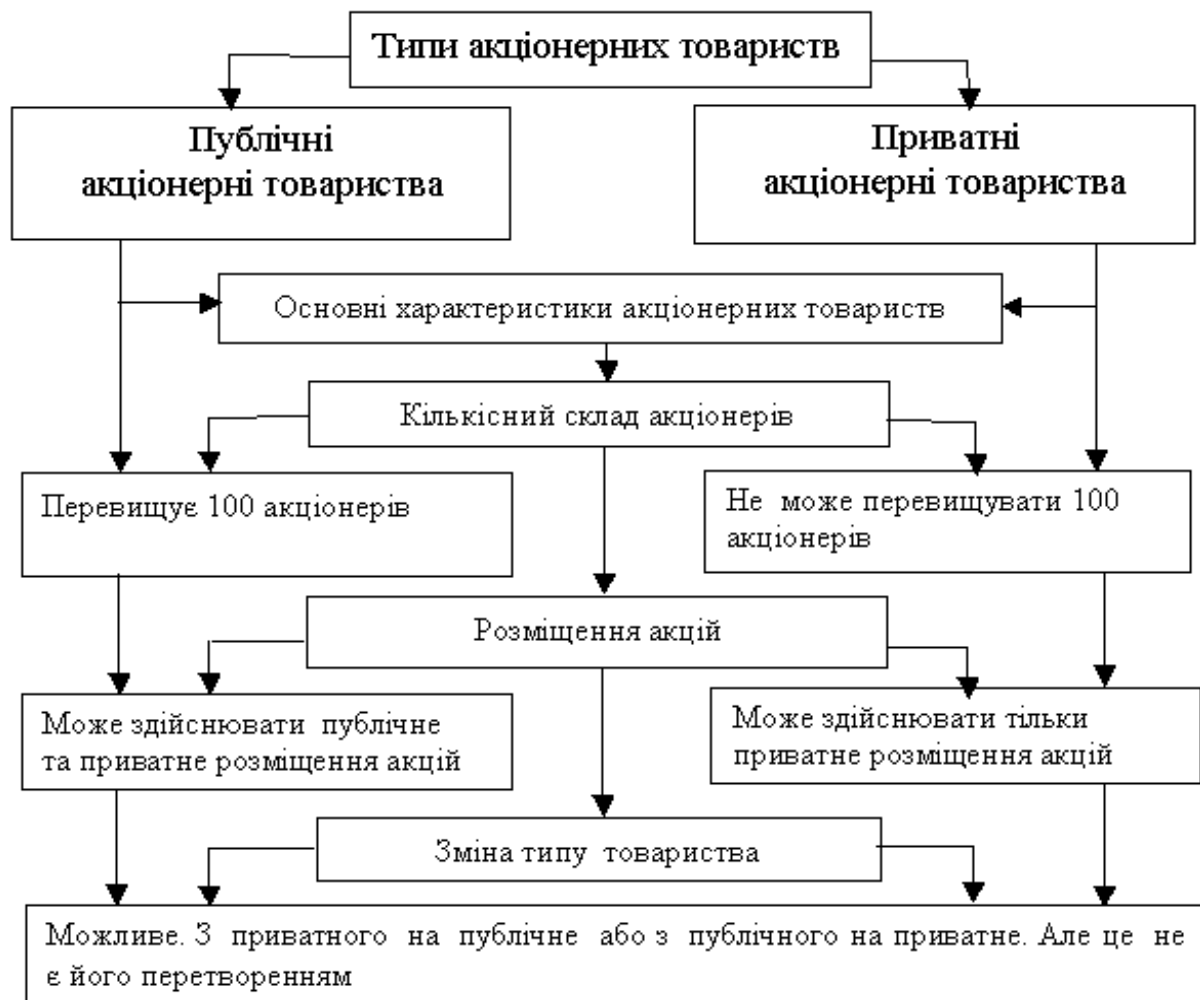 Типи акціонерних товариств
Публічні
акціонерні товариства
Приватні
акціонерні товариства
Основні характеристики акціонерних товариств
Кількісний склад акціонерів
Перевищує 100 акціонерів
Не може перевищувати 100
акціонерів
Розміщення акцій
Може здійснювати публічне
та приватне розміщення акцій
Може здійснювати тільки
приватне розміщення акцій
Зміна типу товариства
Можливе. З приватного на публічне або з публічного на приватне. Але це не
є його перетворенням